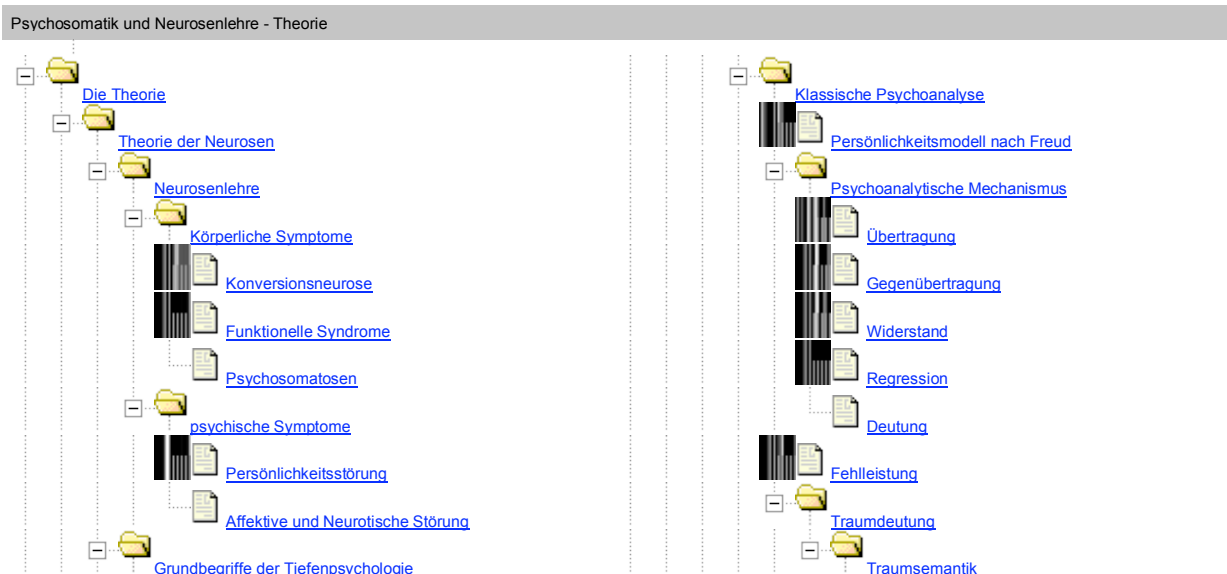 Psychosomatik und Neurosenlehre - Theorie
Die Theorie
Theorie der Neurosen
Neurosenlehre
Körperliche Symptome
Konversionsneurose
Funktionelle Syndrome
Psychosomatosen
psychische Symptome
Persönlichkeitsstörung
Affektive und Neurotische Störung
Grundbegriffe der Tiefenpsychologie
Klassische Psychoanalyse
Persönlichkeitsmodell nach Freud
Psychoanalytische Mechanismus
Übertragung
Gegenübertragung
Widerstand
Regression
Deutung
Fehlleistung
Traumdeutung
Traumsemantik